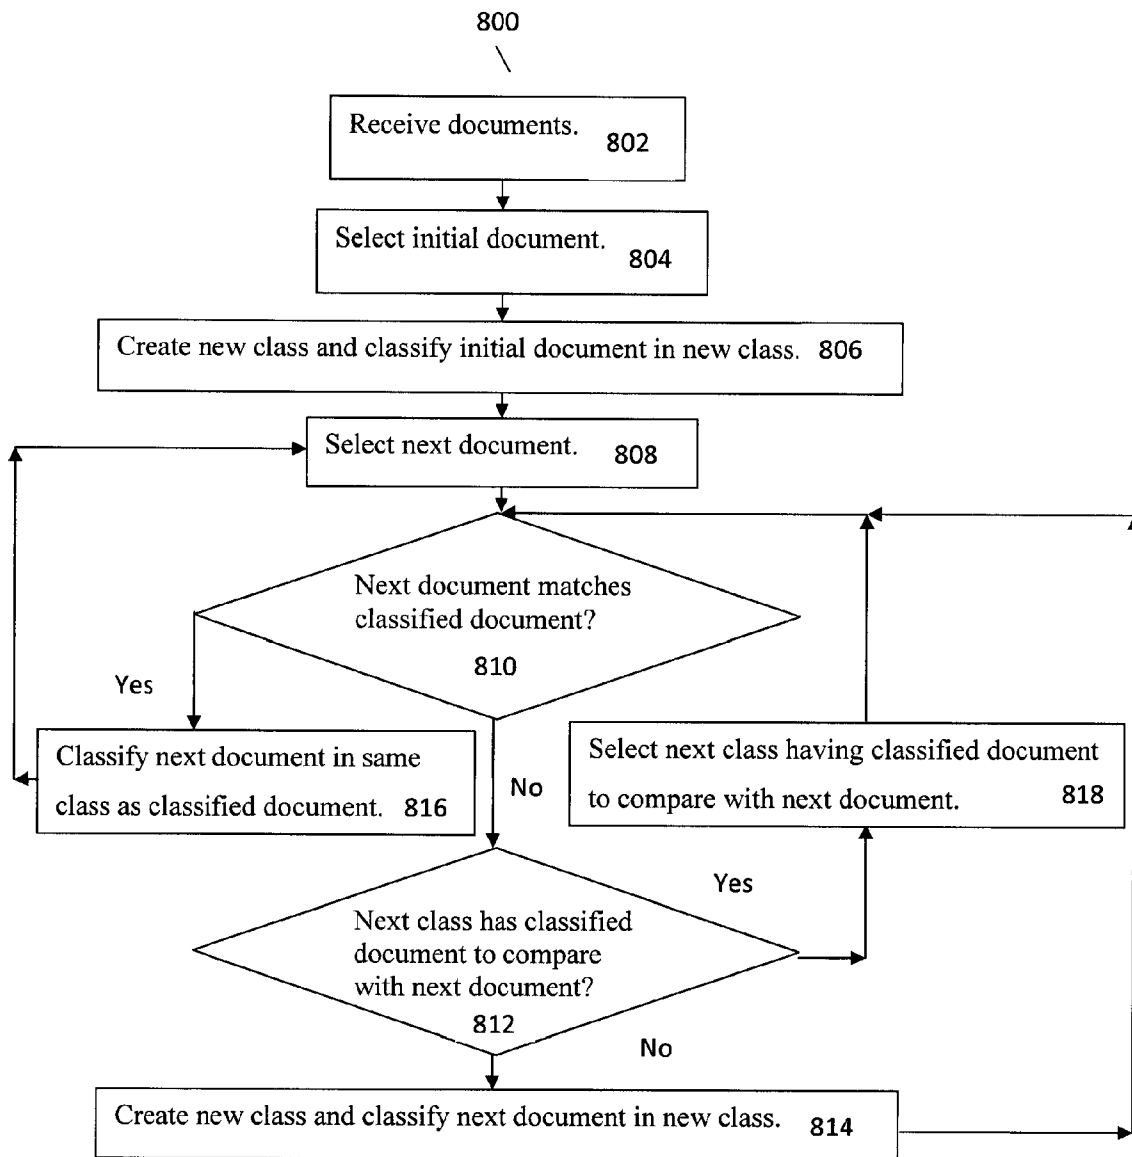 800
Receive documents. 802
Select initial document. 804
Create new class and classify initial document in new class. 806
Select next document. 808
Next document matches
classified document?
810
Yes
No
Classify next document in same
class as classified document. 816
Select next class having classified document
to compare with next document. 818
Yes
Next class has classified
document to compare
with next document?
812
No
Create new class and classify next document in new class. 814